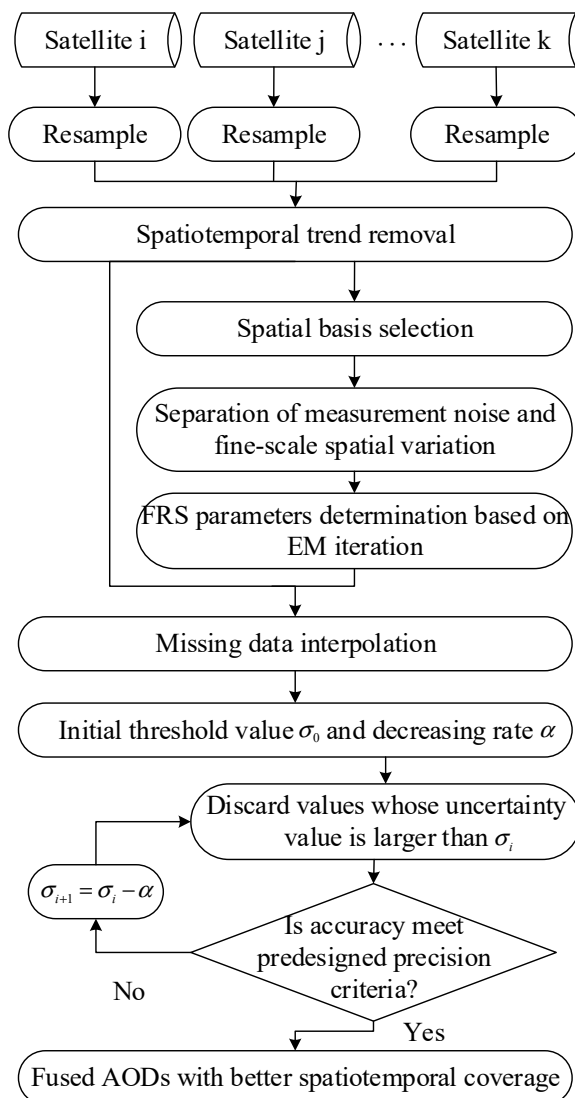 Satellite i
Satellite j
...
Satellite k
Resample
Resample
Resample
Spatiotemporal trend removal
Spatial basis selection
Separation of measurement noise and
fine-scale spatial variation
FRS parameters determination based on
EM iteration
Missing data interpolation
Initial threshold value σ₀ and decreasing rate α
Discard values whose uncertainty
value is larger than σᵢ
σᵢ₊₁ = σᵢ − α
Is accuracy meet
predesigned precision
criteria?
No
Yes
Fused AODs with better spatiotemporal coverage